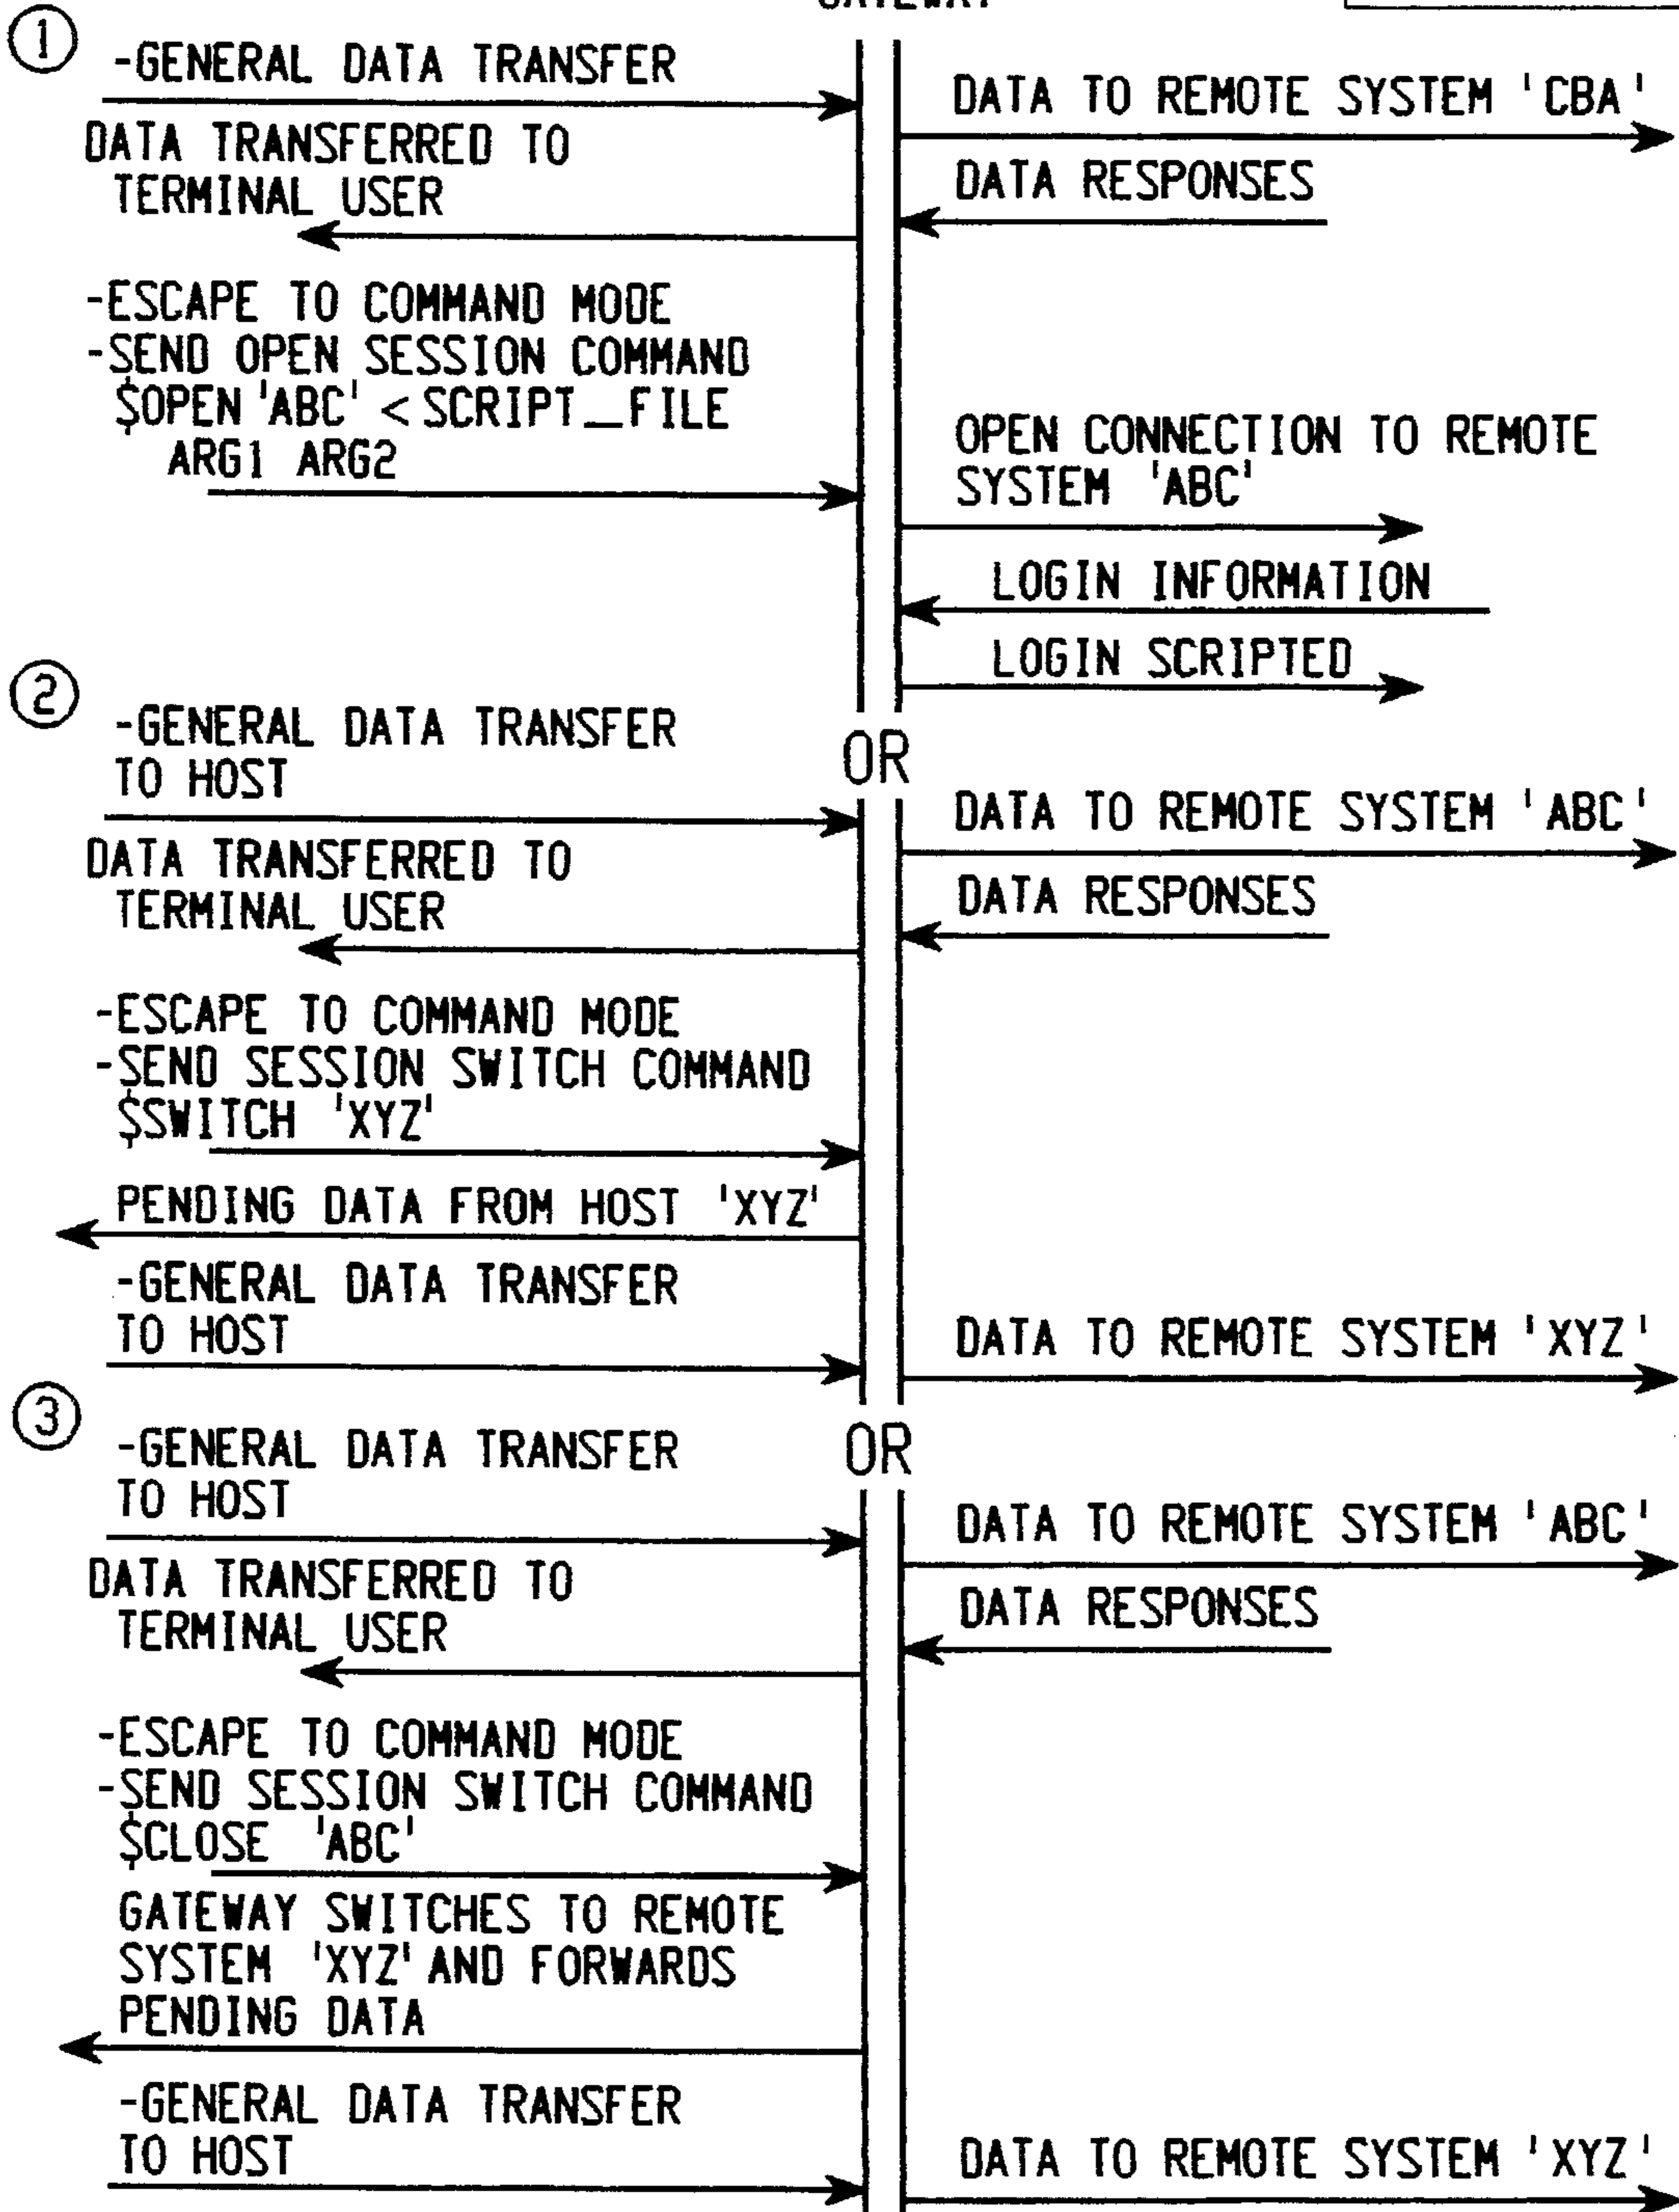 GATEWAY
1
-GENERAL DATA TRANSFER
DATA TO REMOTE SYSTEM 'CBA'
DATA TRANSFERRED TO
TERMINAL USER
DATA RESPONSES
-ESCAPE TO COMMAND MODE
-SEND OPEN SESSION COMMAND
$OPEN 'ABC' < SCRIPT_FILE
ARG1 ARG2
OPEN CONNECTION TO REMOTE
SYSTEM 'ABC'
LOGIN INFORMATION
LOGIN SCRIPTED
OR
2
-GENERAL DATA TRANSFER
TO HOST
DATA TO REMOTE SYSTEM 'ABC'
DATA TRANSFERRED TO
TERMINAL USER
DATA RESPONSES
-ESCAPE TO COMMAND MODE
-SEND SESSION SWITCH COMMAND
$SWITCH 'XYZ'
PENDING DATA FROM HOST 'XYZ'
-GENERAL DATA TRANSFER
TO HOST
DATA TO REMOTE SYSTEM 'XYZ'
OR
3
-GENERAL DATA TRANSFER
TO HOST
DATA TO REMOTE SYSTEM 'ABC'
DATA TRANSFERRED TO
TERMINAL USER
DATA RESPONSES
-ESCAPE TO COMMAND MODE
-SEND SESSION SWITCH COMMAND
$CLOSE 'ABC'
GATEWAY SWITCHES TO REMOTE
SYSTEM 'XYZ' AND FORWARDS
PENDING DATA
-GENERAL DATA TRANSFER
TO HOST
DATA TO REMOTE SYSTEM 'XYZ'